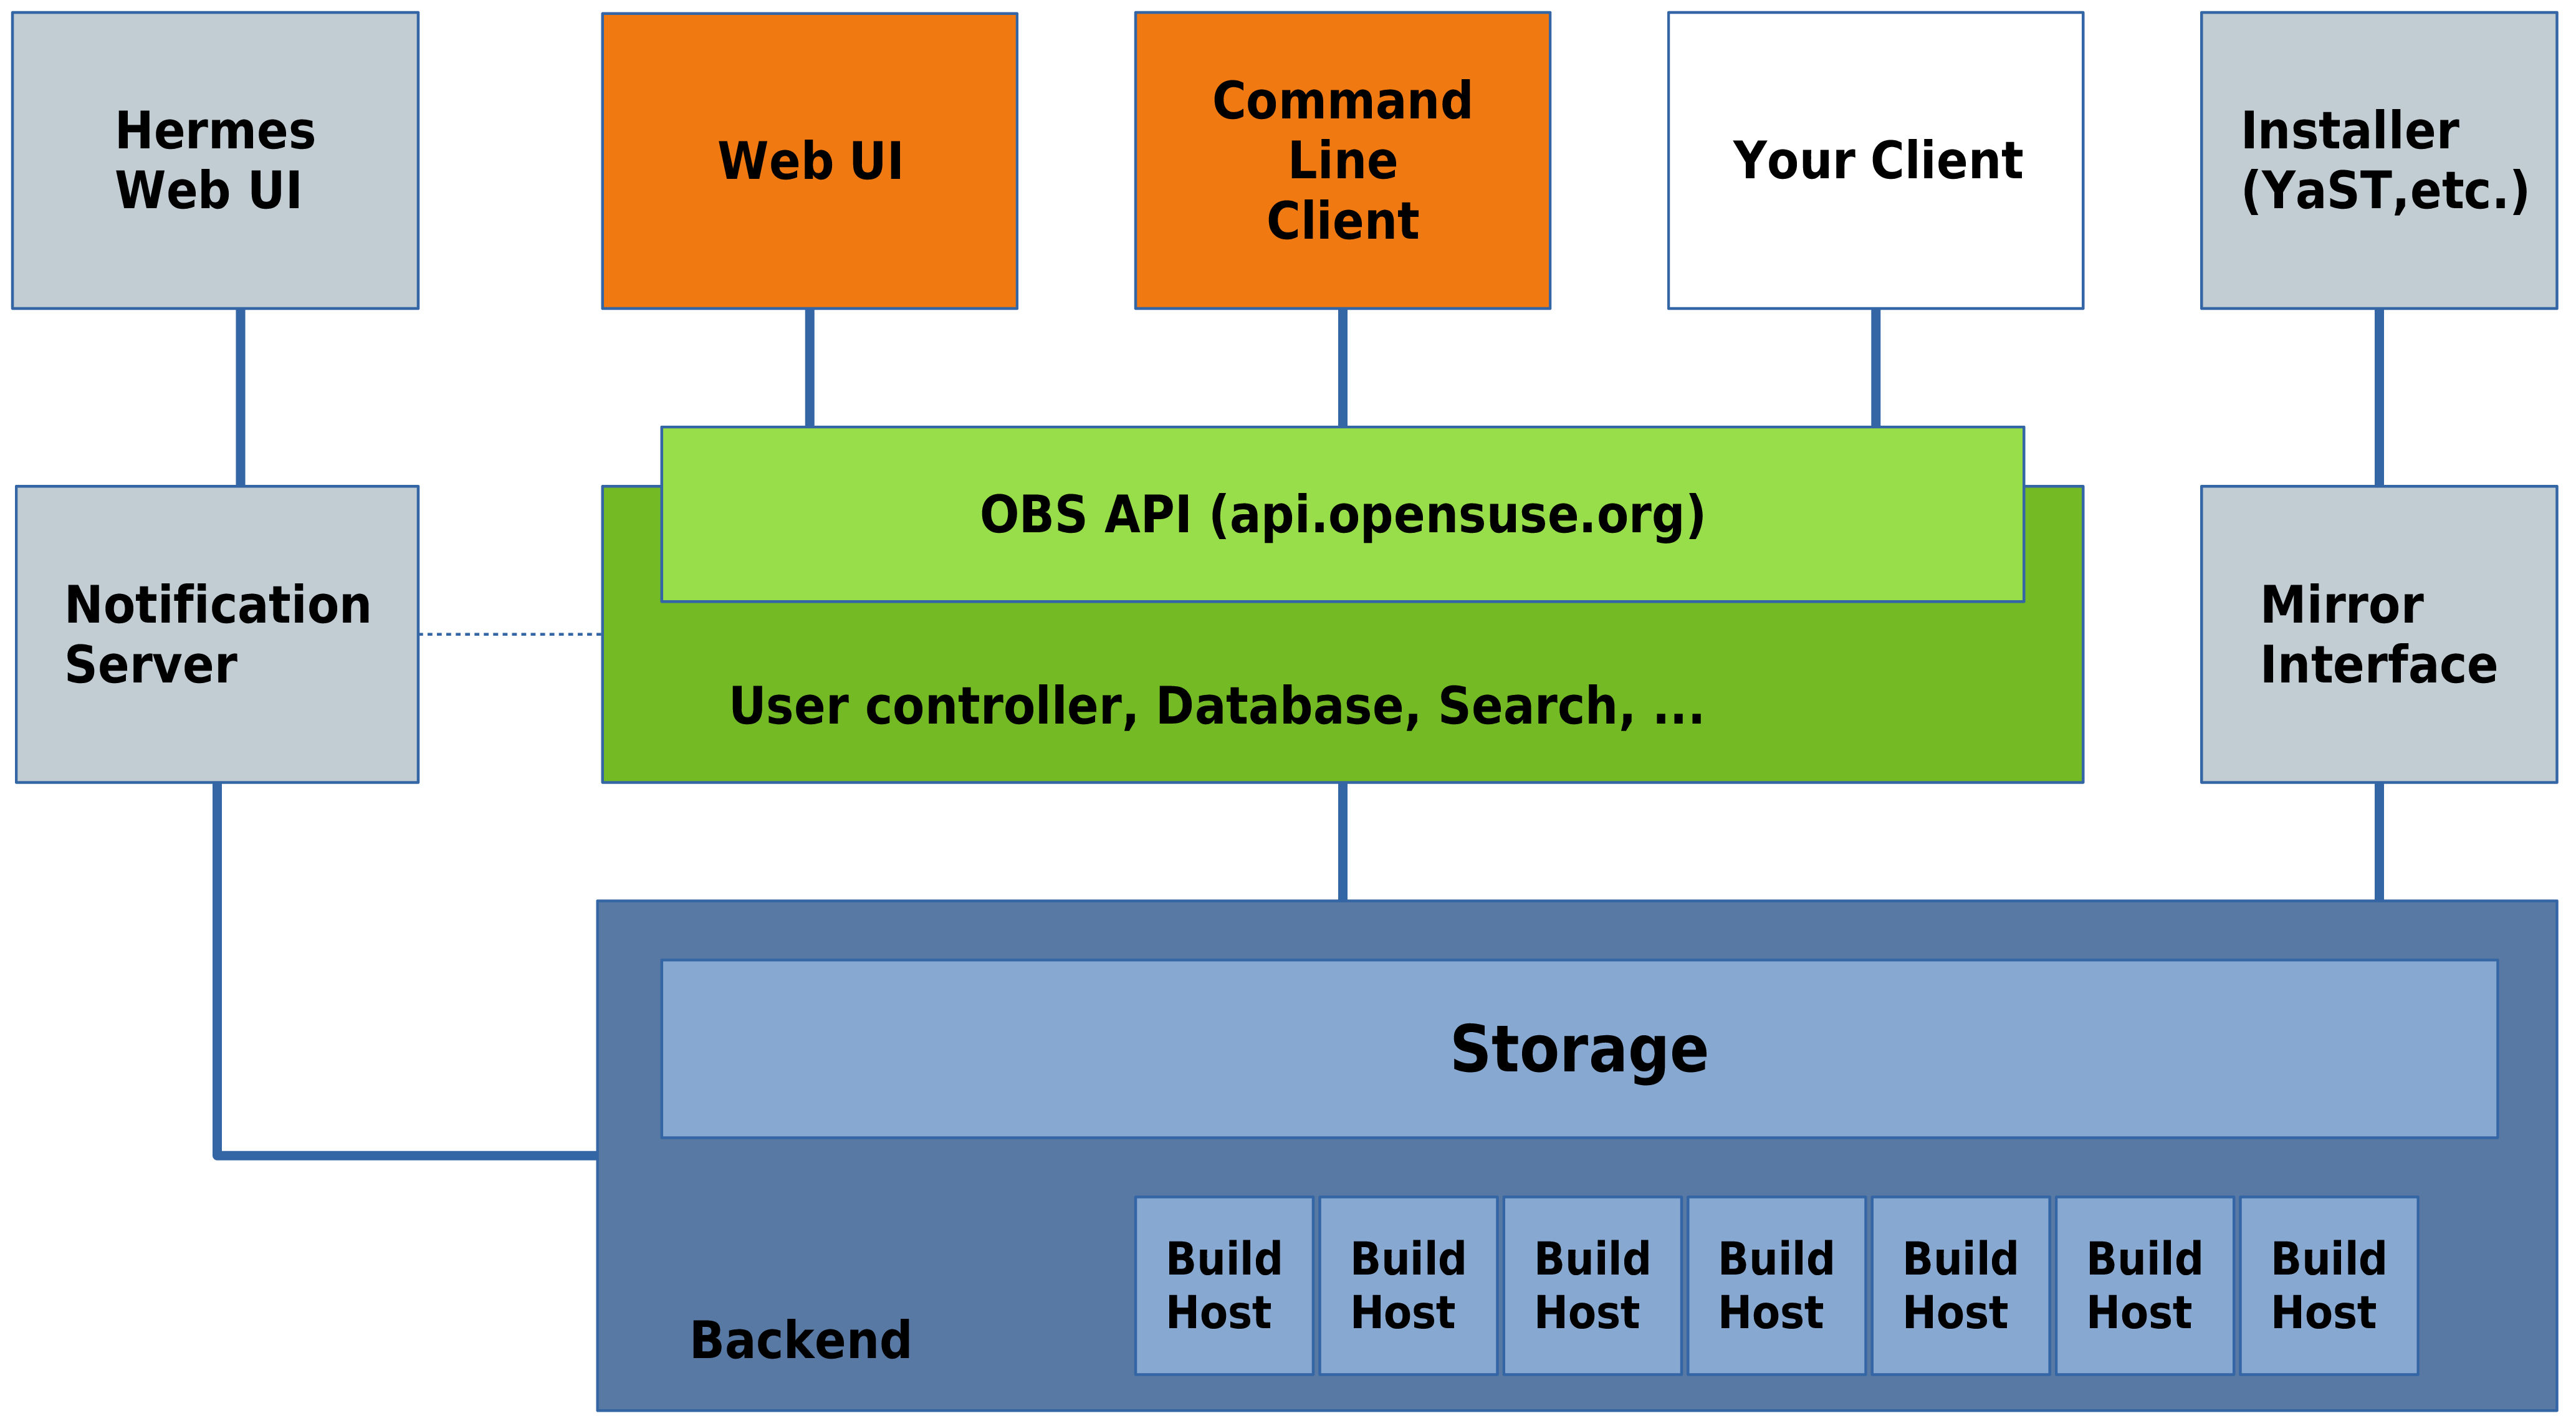 Hermes
Web UI
Web UI
Command
Line
Client
Your Client
Installer
(YaST,etc.)
OBS API (api.opensuse.org)
Notification
Server
User controller, Database, Search, ...
Mirror
Interface
Storage
Backend
Build
Host
Build
Host
Build
Host
Build
Host
Build
Host
Build
Host
Build
Host